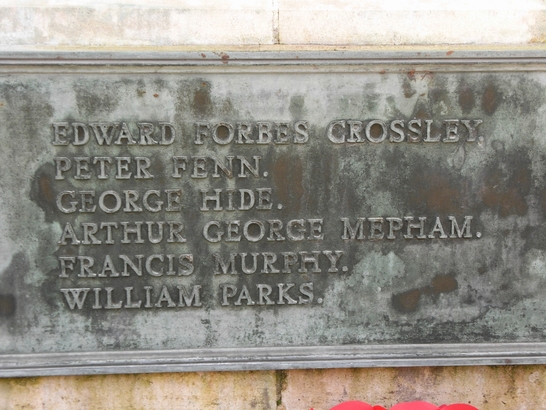 EDWARD FORBES CROSSLEY.
PETER FENN.
GEORGE HIDE.
ARTHUR GEORGE MEPHAM.
FRANCIS MURPHY.
WILLIAM PARKS.